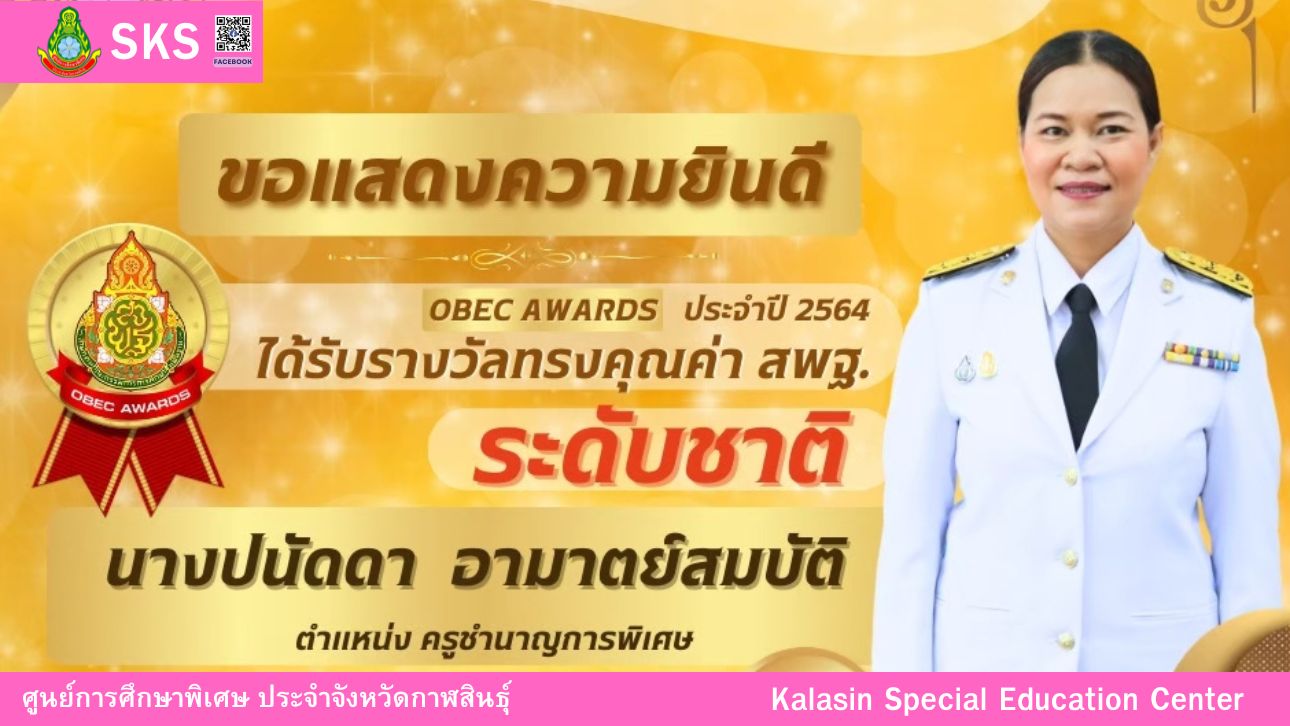 SKS
FACEBOOK
ขอแสดงความยินดี
OBEC AWARDS ประจำปี 2564
ได้รับรางวัลทรงคุณค่า สพฐ.
OBEC AWARDS
ระดับชาติ
นางปนัดดา อามาตย์สมบัติ
ตำแหน่ง ครูชำนาญการพิเศษ
ศูนย์การศึกษาพิเศษ ประจำจังหวัดกาฬสินธุ์
Kalasin Special Education Center